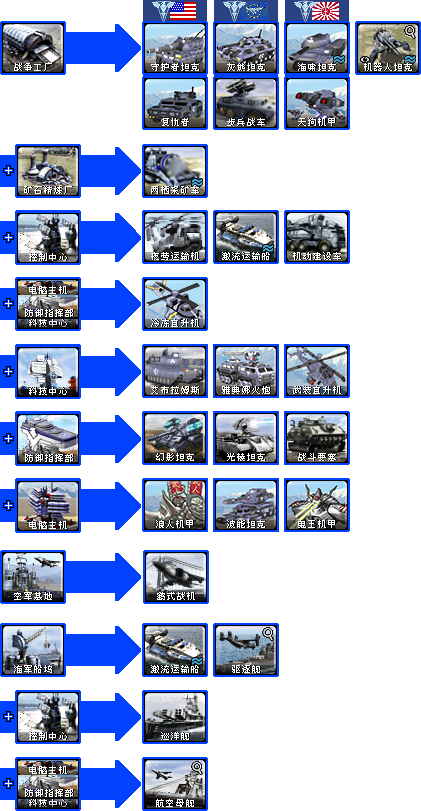 战争工厂
守护者坦克
灰熊坦克
海啸坦克
机器人坦克
复仇者
步兵战车
天狗机甲
矿石精炼厂
两栖采矿车
控制中心
夜莺运输机
激流运输船
机动建设车
电脑主机
防御指挥部
科技中心
冷冻直升机
科技中心
艾布拉姆斯
雅典娜火炮
武装直升机
防御指挥部
幻影坦克
光棱坦克
战斗要塞
电脑主机
浪人机甲
波能坦克
鬼王机甲
空军基地
鹞式战机
海军船坞
激流运输船
驱逐舰
控制中心
巡洋舰
电脑主机
防御指挥部
科技中心
航空母舰